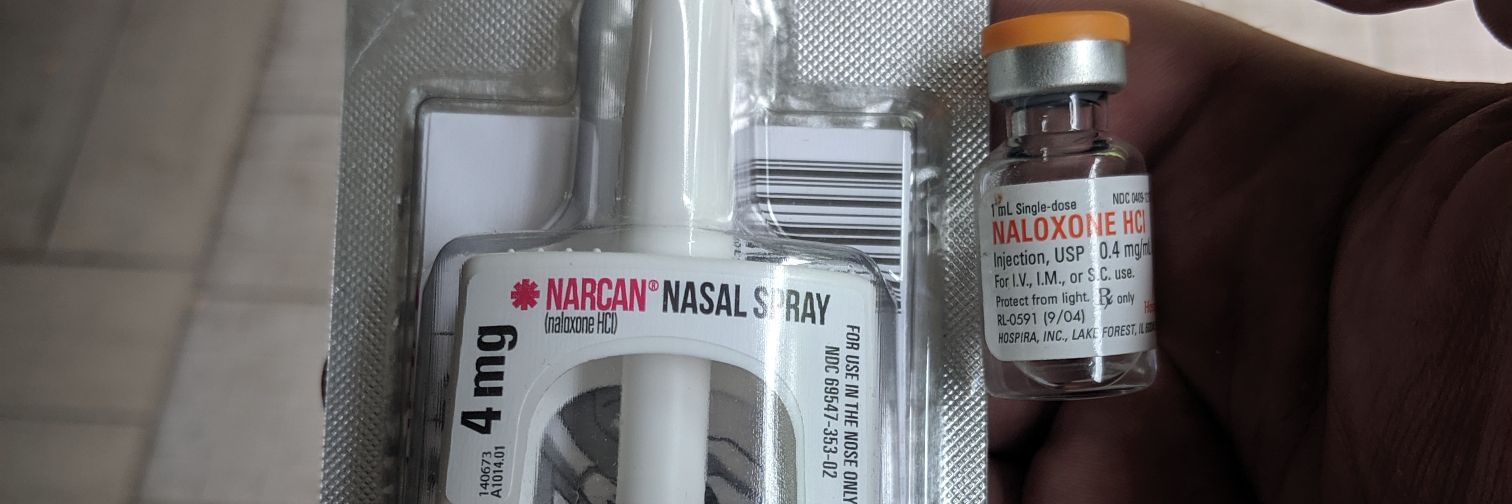 NARCAN® NASAL SPRAY
(naloxone HCl)
4 mg
FOR USE IN THE NOSE ONLY
NDC 69547-353-02
140673
A1014.01
1 mL Single-dose
NDC 0409-
NALOXONE HCl
Injection, USP 0.4 mg/mL
For I.V., I.M., or S.C. use.
Protect from light. ℞ only
RL-0591 (9/04)
HOSPIRA, INC., LAKE FOREST, IL